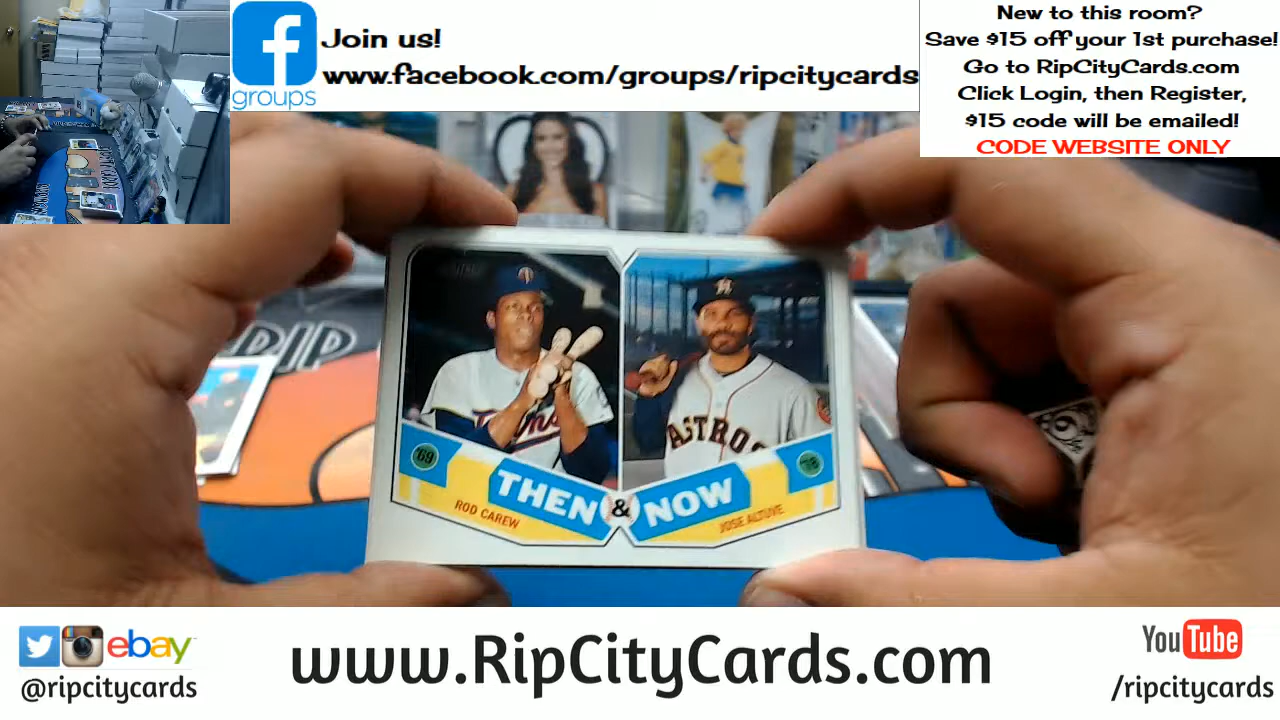 Join us!
www.facebook.com/groups/ripcitycards
groups
New to this room?
Save $15 off your 1st purchase!
Go to RipCityCards.com
Click Login, then Register,
$15 code will be emailed!
CODE WEBSITE ONLY
RIP
Twins
ASTROS
'69
THEN & NOW
ROD CAREW
JOSE ALTUVE
ebay
@ripcitycards
www.RipCityCards.com
YouTube
/ripcitycards